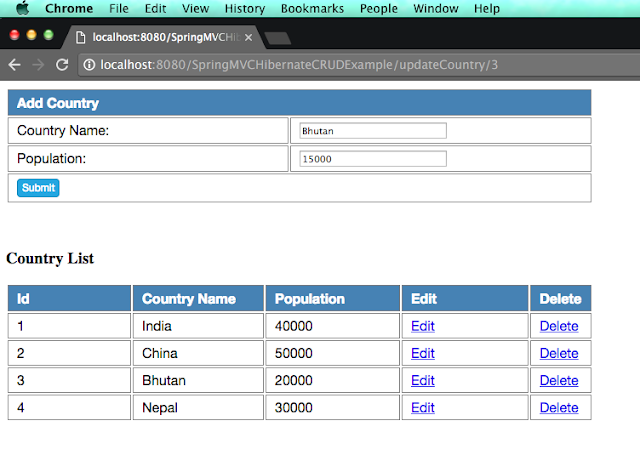 Chrome File Edit View History Bookmarks People Window Help
localhost:8080/SpringMVCHib
localhost:8080/SpringMVCHibernateCRUDExample/updateCountry/3
Add Country
Country Name: Bhutan
Population: 15000
Submit
Country List
Id Country Name Population Edit Delete
1 India 40000 Edit Delete
2 China 50000 Edit Delete
3 Bhutan 20000 Edit Delete
4 Nepal 30000 Edit Delete